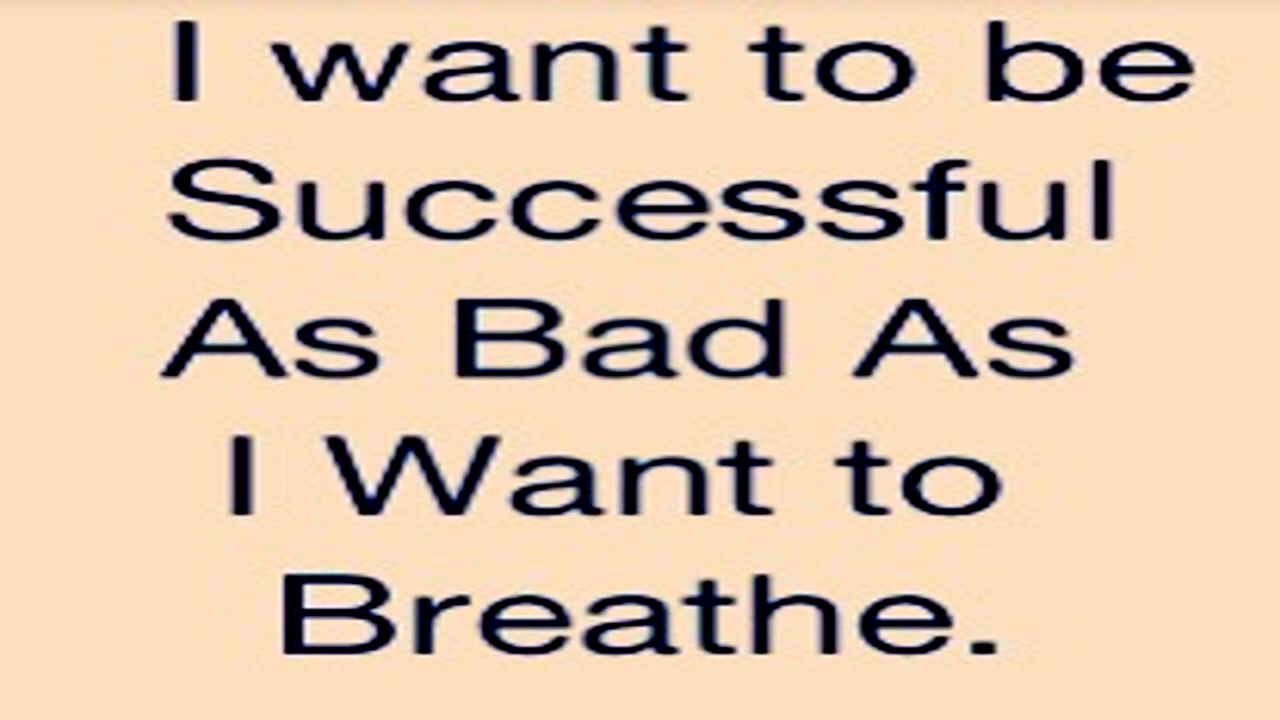 I want to be
Successful
As Bad As
I Want to
Breathe.